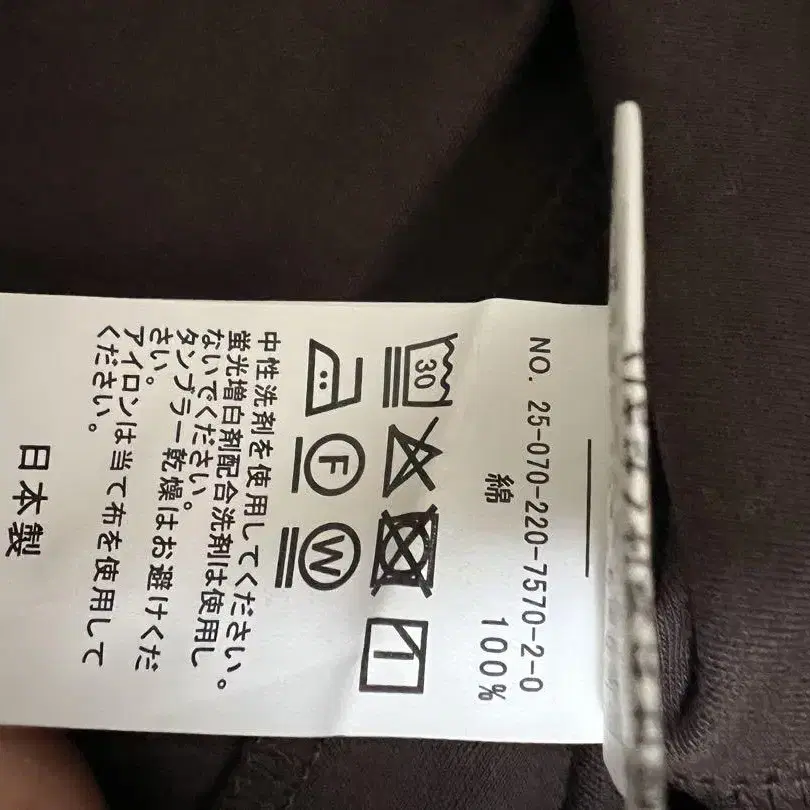 NO. 25-070-220-7570-2-0
綿 100%
30
F
W
中性洗剤を使用してください。
蛍光増白剤配合洗剤は使用し
ないでください。
タンブラー乾燥はお避けくだ
さい。
アイロンは当て布を使用して
ください。
日本製